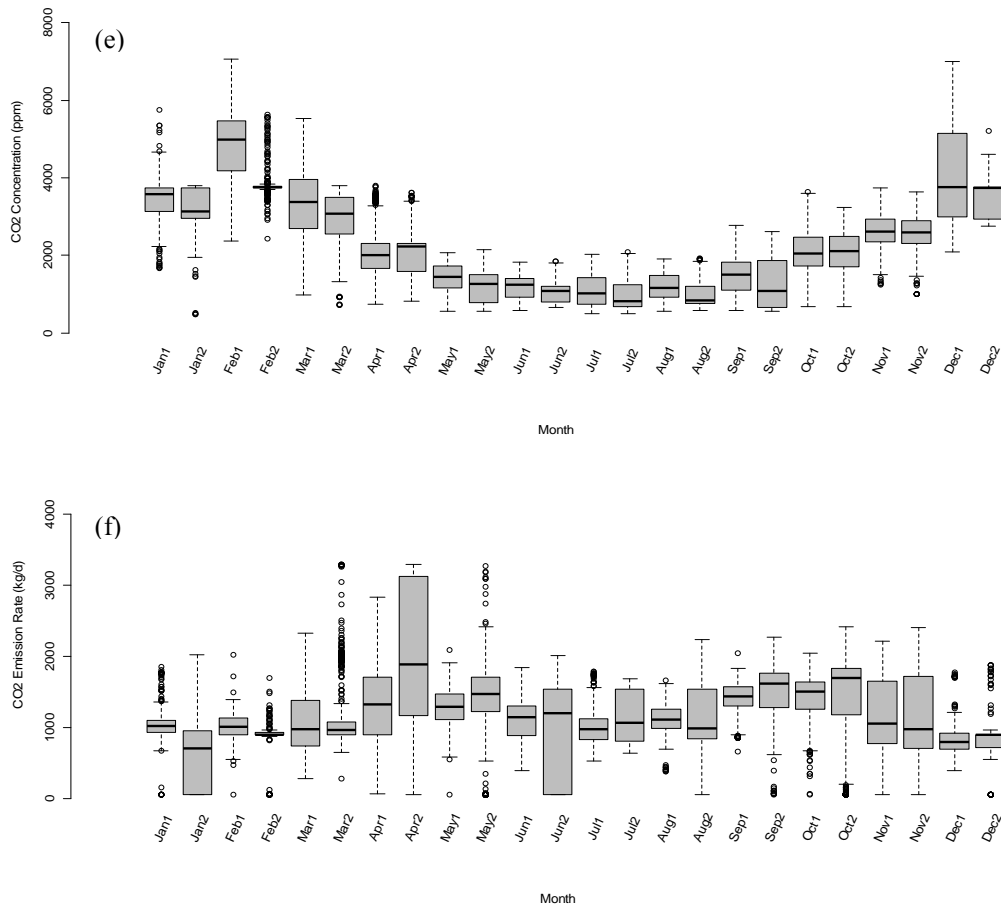 (e)
CO2 Concentration (ppm)
8000
6000
4000
2000
0
Jan1 Jan2 Feb1 Feb2 Mar1 Mar2 Apr1 Apr2 May1 May2 Jun1 Jun2 Jul1 Jul2 Aug1 Aug2 Sep1 Sep2 Oct1 Oct2 Nov1 Nov2 Dec1 Dec2
Month
(f)
CO2 Emission Rate (kg/d)
4000
3000
2000
1000
0
Jan1 Jan2 Feb1 Feb2 Mar1 Mar2 Apr1 Apr2 May1 May2 Jun1 Jun2 Jul1 Jul2 Aug1 Aug2 Sep1 Sep2 Oct1 Oct2 Nov1 Nov2 Dec1 Dec2
Month